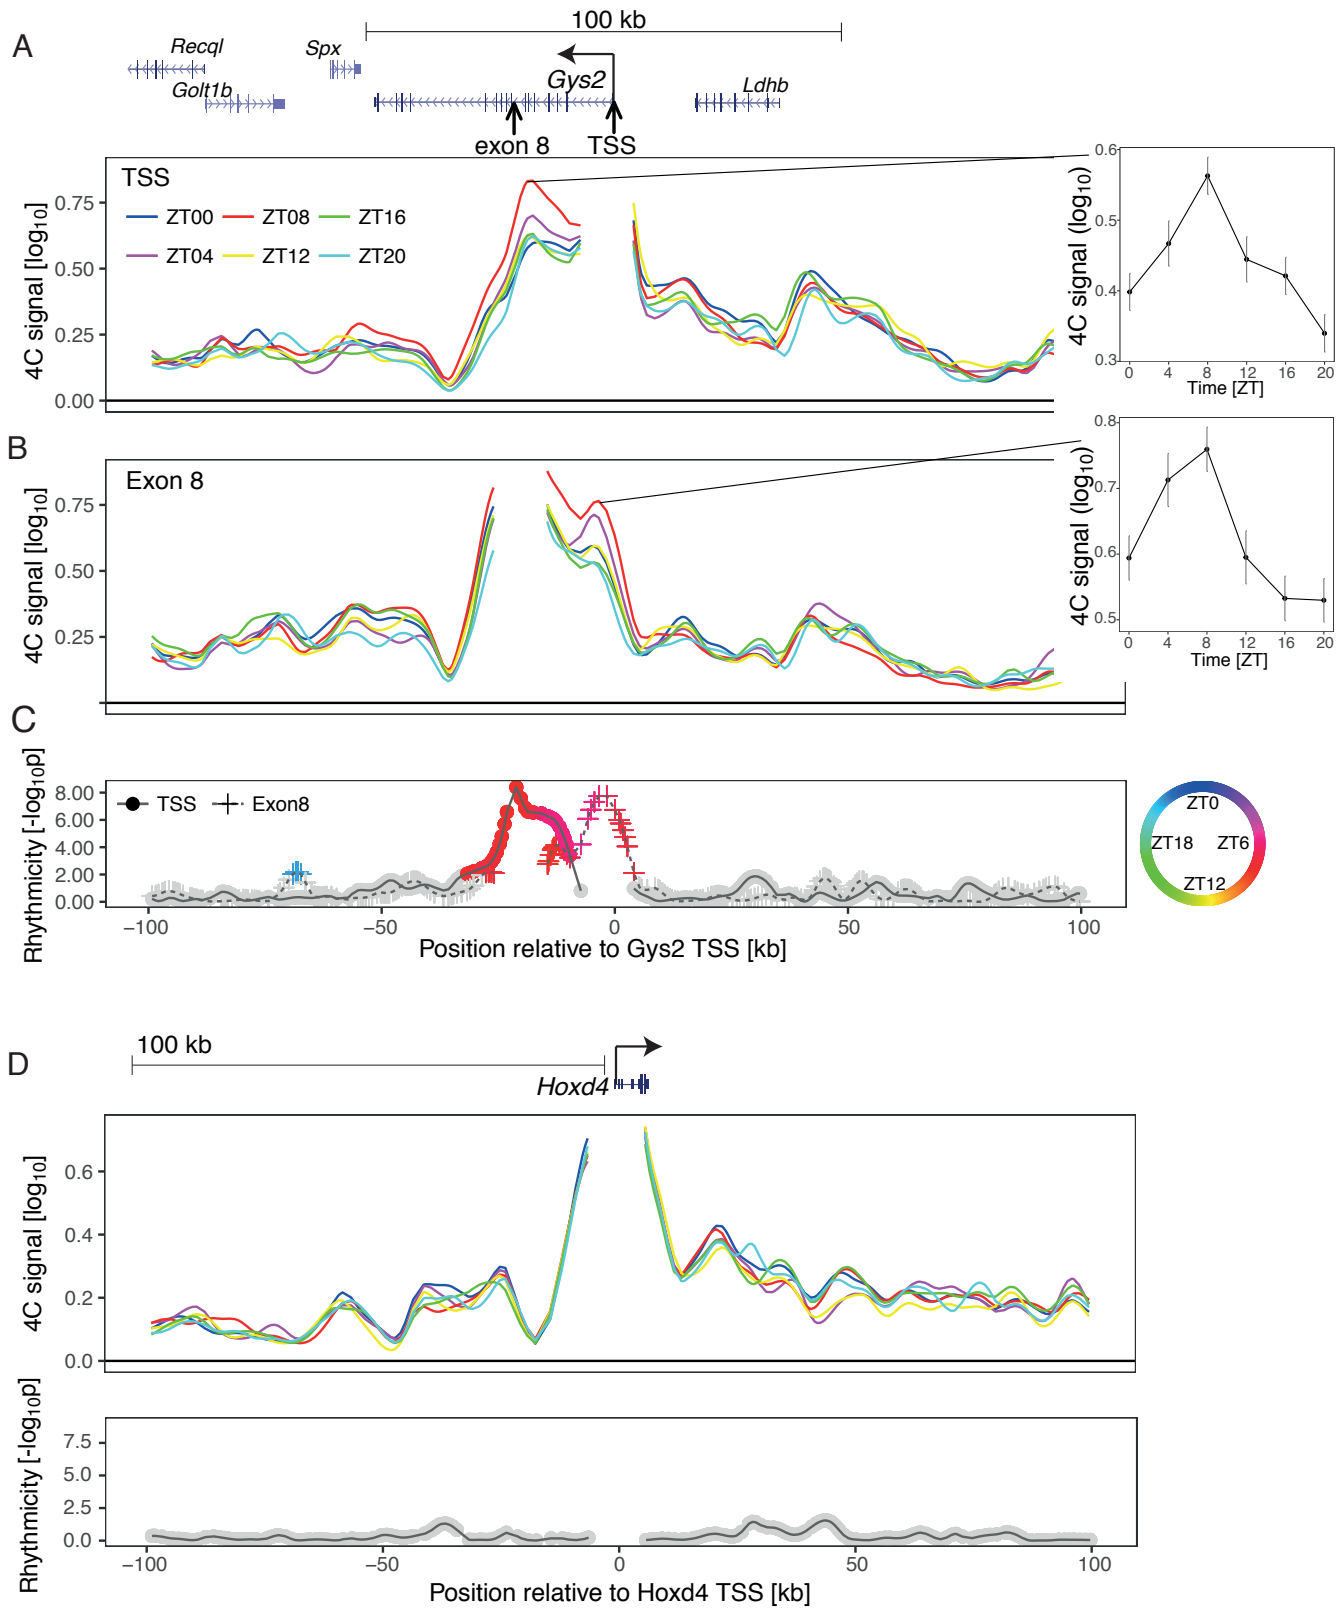 A
100 kb
Recql
Spx
Golt1b
Gys2
Ldhb
exon 8
TSS
TSS
ZT00
ZT08
ZT16
ZT04
ZT12
ZT20
4C signal [log10]
0.75
0.50
0.25
0.00
4C signal (log10)
0.6
0.5
0.4
0.3
0
4
8
12
16
20
Time [ZT]
B
Exon 8
4C signal [log10]
0.75
0.50
0.25
4C signal (log10)
0.8
0.7
0.6
0.5
0
4
8
12
16
20
Time [ZT]
C
Rhythmicity [-log10p]
8.00
6.00
4.00
2.00
0.00
TSS
Exon8
−100
−50
0
50
100
Position relative to Gys2 TSS [kb]
ZT0
ZT18
ZT6
ZT12
D
100 kb
Hoxd4
4C signal [log10]
0.6
0.4
0.2
0.0
Rhythmicity [-log10p]
7.5
5.0
2.5
0.0
−100
−50
0
50
100
Position relative to Hoxd4 TSS [kb]